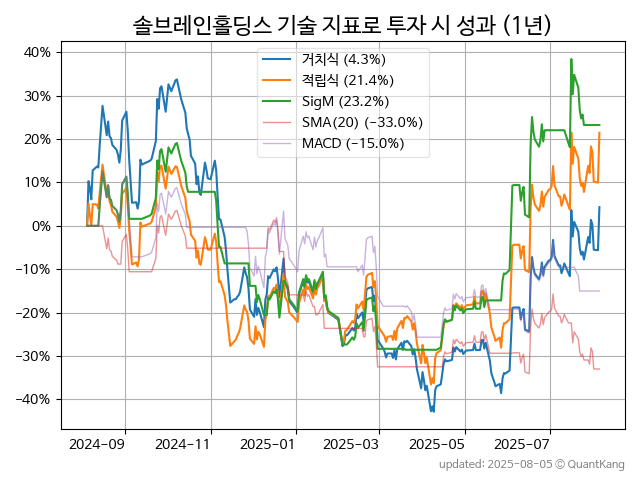 솔브레인홀딩스 기술 지표로 투자 시 성과 (1년)
거치식 (4.3%)
적립식 (21.4%)
SigM (23.2%)
SMA(20) (−33.0%)
MACD (−15.0%)
40%
30%
20%
10%
0%
−10%
−20%
−30%
−40%
2024−09 2024−11 2025−01 2025−03 2025−05 2025−07
updated: 2025-08-05 ⓒ QuantKang